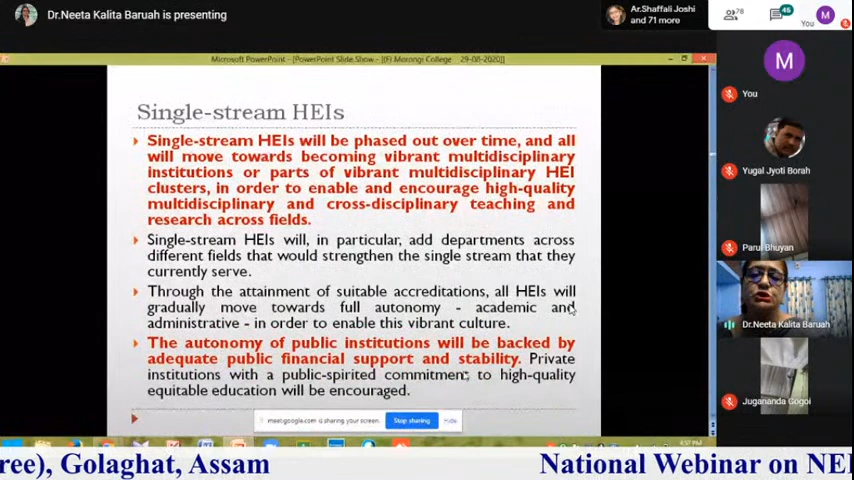 Dr.Neeta Kalita Baruah is presenting
Ar.Shaffali Joshi
and 71 more
78
45
M
Microsoft PowerPoint - [PowerPoint Slide Show - [(F) Morongi College 29-08-2020]]
M
You
Yugal Jyoti Borah
Parul Bhuyan
Dr.Neeta Kalita Baruah
Jugananda Gogoi
Single-stream HEIs
Single-stream HEIs will be phased out over time, and all
will move towards becoming vibrant multidisciplinary
institutions or parts of vibrant multidisciplinary HEI
clusters, in order to enable and encourage high-quality
multidisciplinary and cross-disciplinary teaching and
research across fields.
Single-stream HEIs will, in particular, add departments across
different fields that would strengthen the single stream that they
currently serve.
Through the attainment of suitable accreditations, all HEIs will
gradually move towards full autonomy - academic and
administrative - in order to enable this vibrant culture.
The autonomy of public institutions will be backed by
adequate public financial support and stability. Private
institutions with a public-spirited commitment to high-quality
equitable education will be encouraged.
meet.google.com is sharing your screen.
Stop sharing
Hide
4:57 PM
ree), Golaghat, Assam
National Webinar on NE